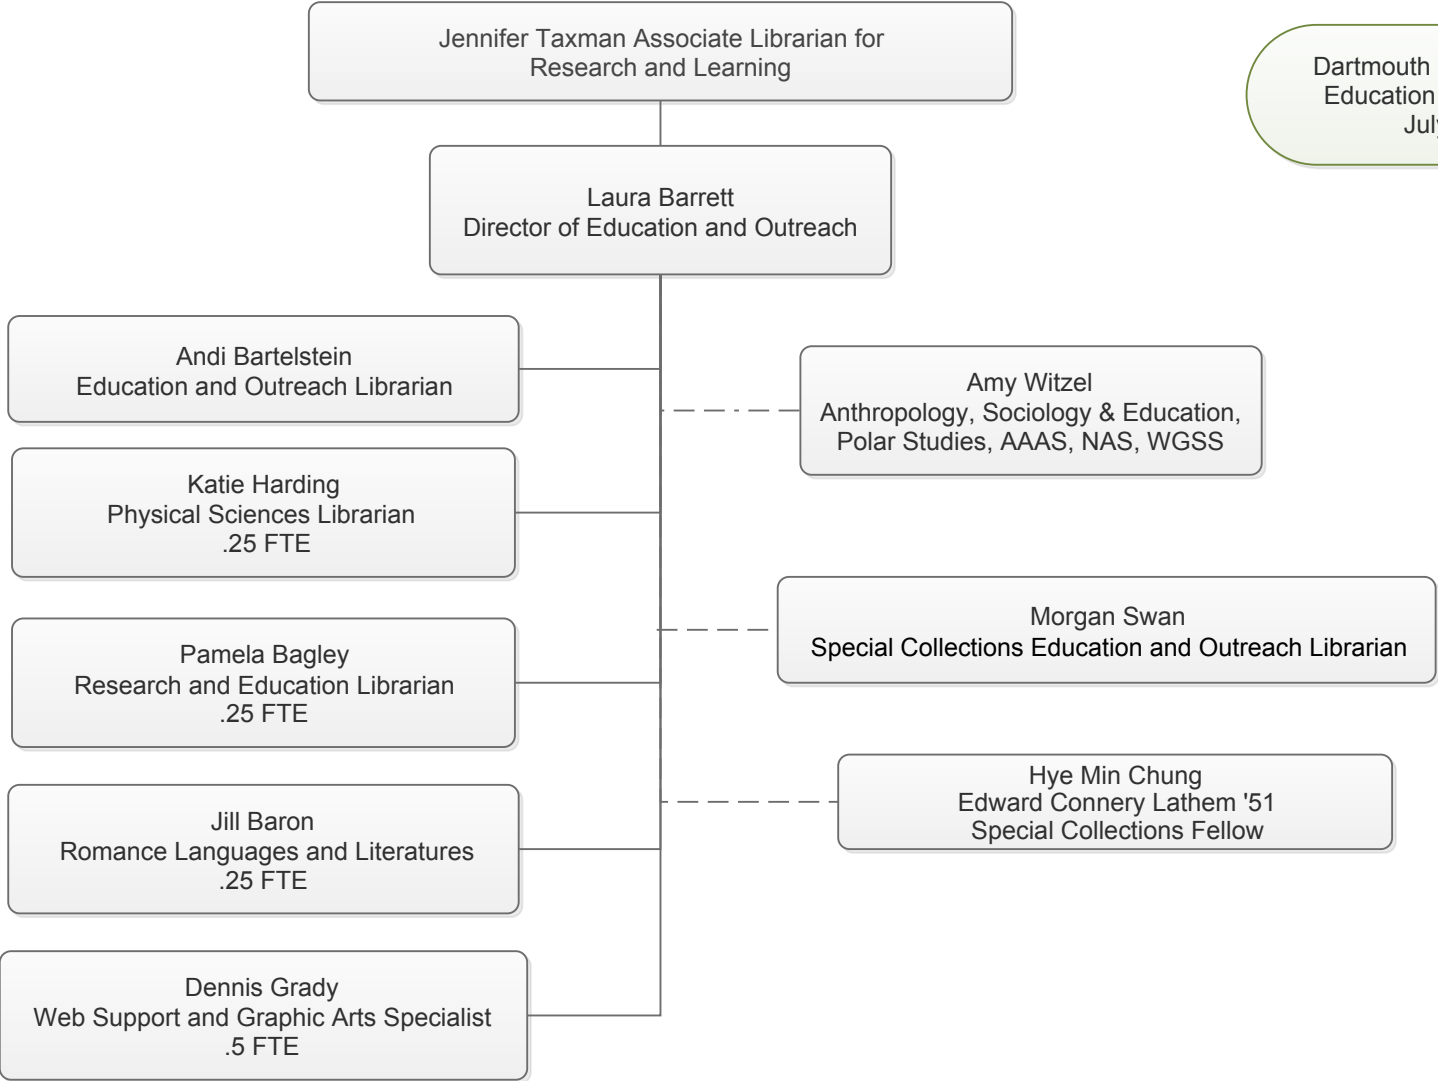 Jennifer Taxman Associate Librarian for
Research and Learning
Dartmouth
Education
Laura Barrett
Director of Education and Outreach
Andi Bartelstein
Education and Outreach Librarian
Amy Witzel
Anthropology, Sociology & Education,
Polar Studies, AAAS, NAS, WGSS
Katie Harding
Physical Sciences Librarian
.25 FTE
Morgan Swan
Special Collections Education and Outreach Librarian
Pamela Bagley
Research and Education Librarian
.25 FTE
Hye Min Chung
Edward Connery Lathem '51
Special Collections Fellow
Jill Baron
Romance Languages and Literatures
.25 FTE
Dennis Grady
Web Support and Graphic Arts Specialist
.5 FTE